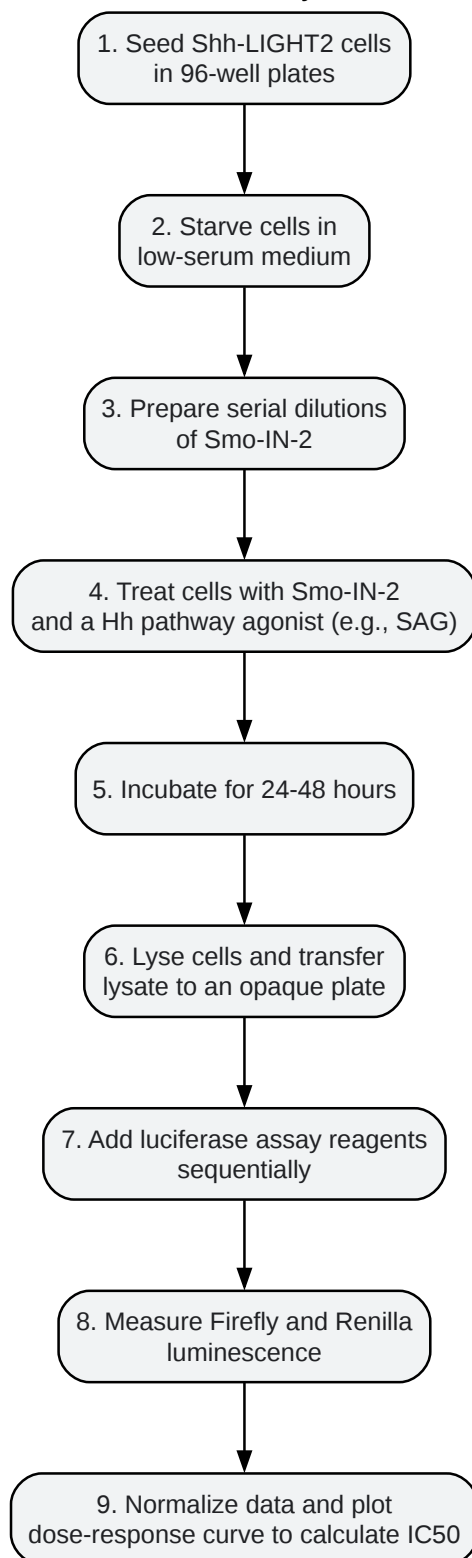 1. Seed Shh-LIGHT2 cells
in 96-well plates
2. Starve cells in
low-serum medium
3. Prepare serial dilutions
of Smo-IN-2
4. Treat cells with Smo-IN-2
and a Hh pathway agonist (e.g., SAG)
5. Incubate for 24-48 hours
6. Lyse cells and transfer
lysate to an opaque plate
7. Add luciferase assay reagents
sequentially
8. Measure Firefly and Renilla
luminescence
9. Normalize data and plot
dose-response curve to calculate IC50